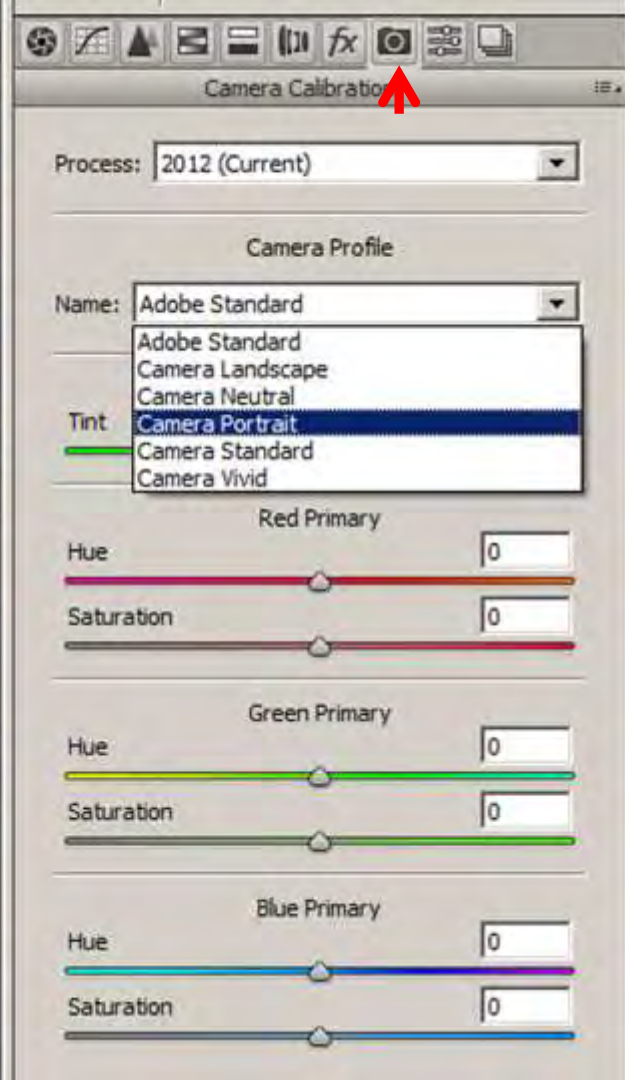 fx
Camera Calibratio
Process: 2012 (Current)
Camera Profile
Name: Adobe Standard
Adobe Standard
Camera Landscape
Camera Neutral
Tint Camera Portrait
Camera Standard
Camera Vivid
Red Primary
Hue 0
Saturation 0
Green Primary
Hue 0
Saturation 0
Blue Primary
Hue 0
Saturation 0